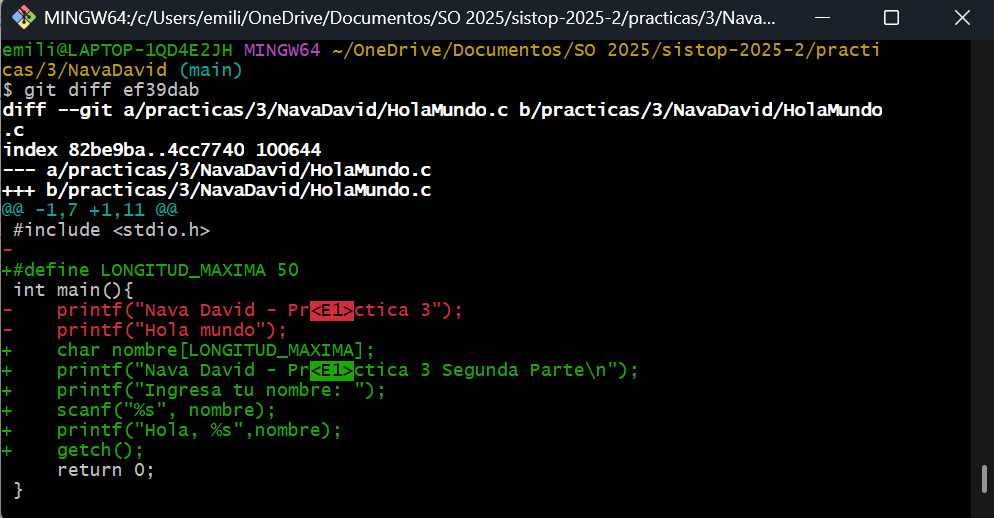 MINGW64:/c/Users/emili/OneDrive/Documentos/SO 2025/sistop-2025-2/practicas/3/Nava...
emili@LAPTOP-1QD4E2JH MINGW64 ~/OneDrive/Documentos/SO 2025/sistop-2025-2/practi
cas/3/NavaDavid (main)
$ git diff ef39dab
diff --git a/practicas/3/NavaDavid/HolaMundo.c b/practicas/3/NavaDavid/HolaMundo
.c
index 82be9ba..4cc7740 100644
--- a/practicas/3/NavaDavid/HolaMundo.c
+++ b/practicas/3/NavaDavid/HolaMundo.c
@@ -1,7 +1,11 @@
 #include <stdio.h>
-
+#define LONGITUD_MAXIMA 50
 int main(){
-    printf("Nava David - Pr<E1>ctica 3");
-    printf("Hola mundo");
+    char nombre[LONGITUD_MAXIMA];
+    printf("Nava David - Pr<E1>ctica 3 Segunda Parte\n");
+    printf("Ingresa tu nombre: ");
+    scanf("%s", nombre);
+    printf("Hola, %s",nombre);
+    getch();
     return 0;
 }